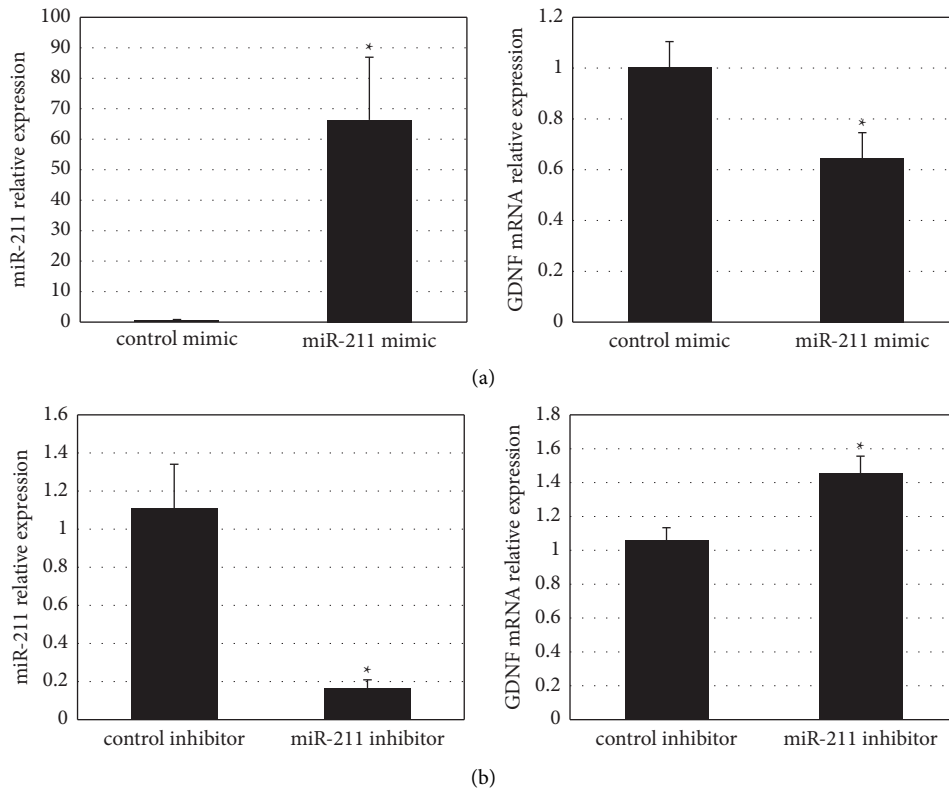 miR-211 relative expression
100
90
80
70
60
50
40
30
20
10
0
*
control mimic
miR-211 mimic
GDNF mRNA relative expression
1.2
1
0.8
0.6
0.4
0.2
0
*
control mimic
miR-211 mimic
(a)
miR-211 relative expression
1.6
1.4
1.2
1
0.8
0.6
0.4
0.2
0
*
control inhibitor
miR-211 inhibitor
GDNF mRNA relative expression
1.8
1.6
1.4
1.2
1
0.8
0.6
0.4
0.2
0
*
control inhibitor
miR-211 inhibitor
(b)